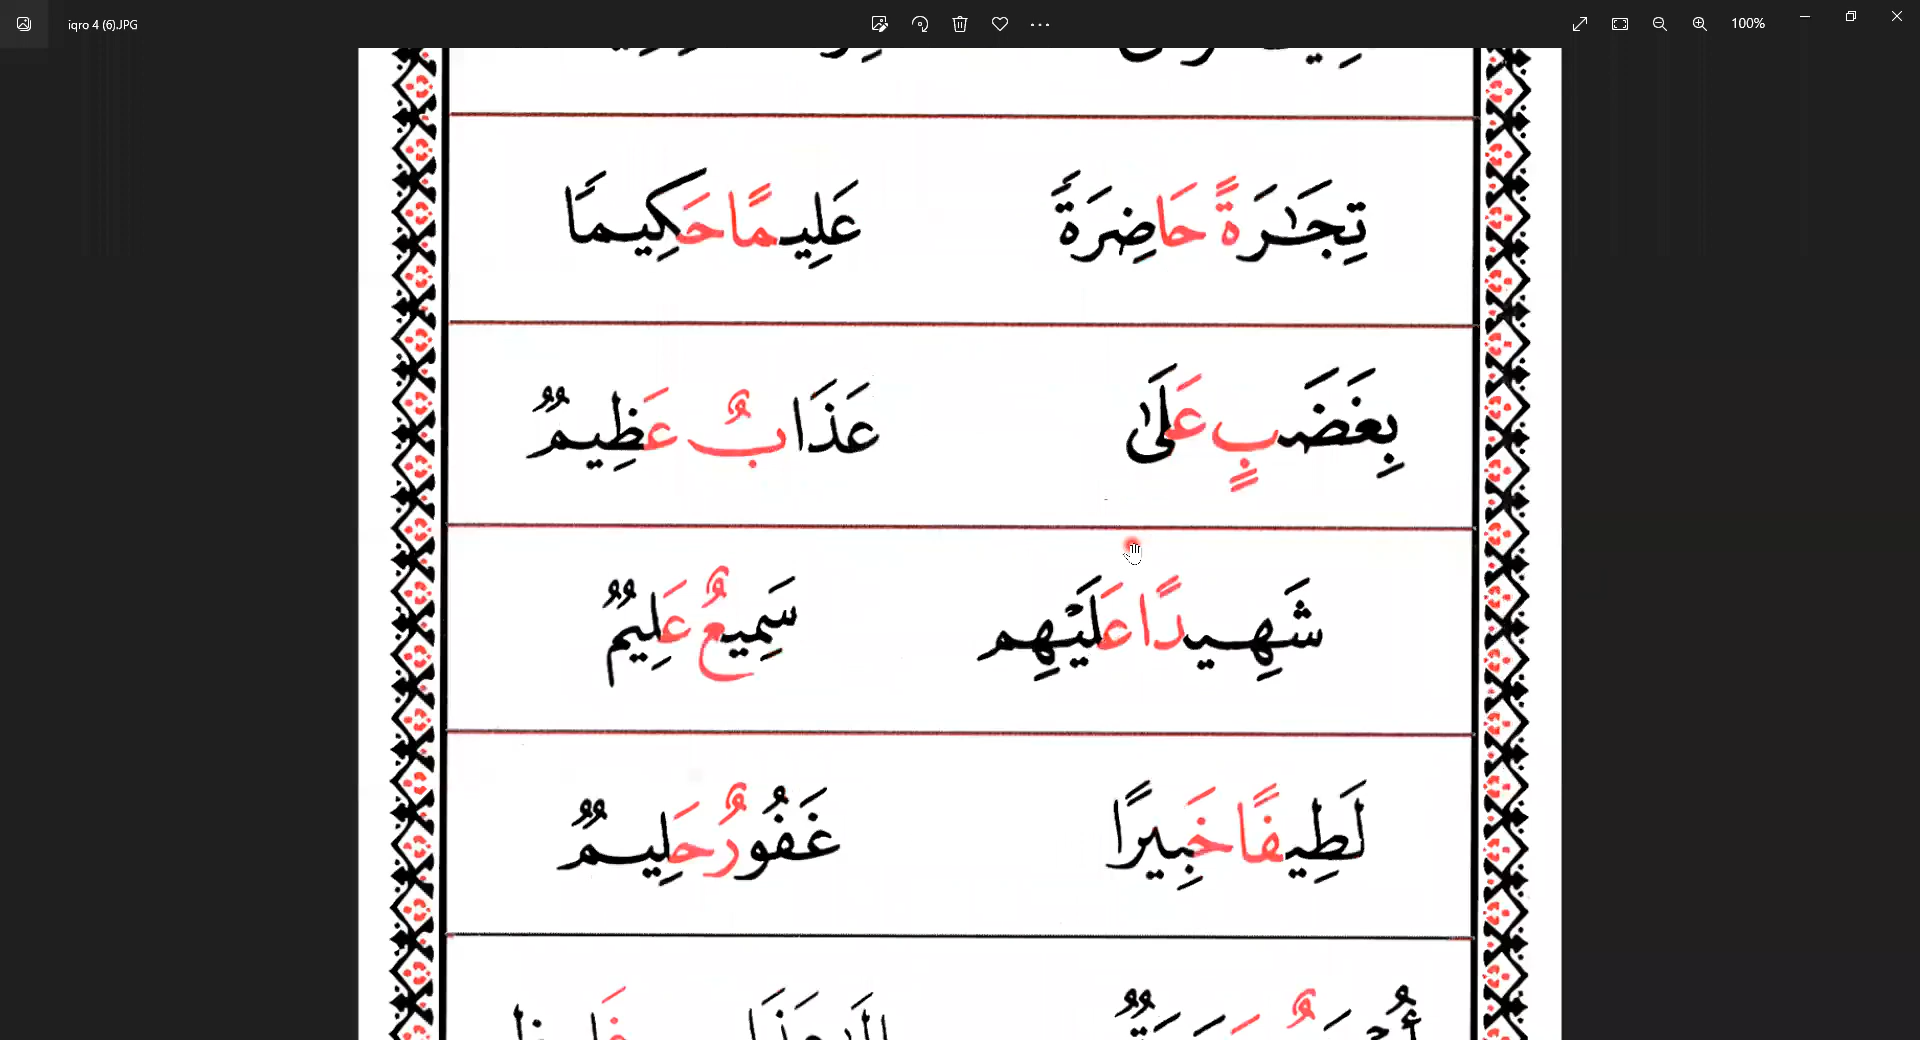 iqro 4 (6).JPG
100%
تِجَٰرَةً حَاضِرَةً عَلِيمًا حَكِيمًا
بِغَضَبٍ عَلَىٰ عَذَابٌ عَظِيمٌ
شَهِيدًا عَلَيْهِم سَمِيعٌ عَلِيمٌ
لَطِيفًا خَبِيرًا غَفُورٌ حَلِيمٌ